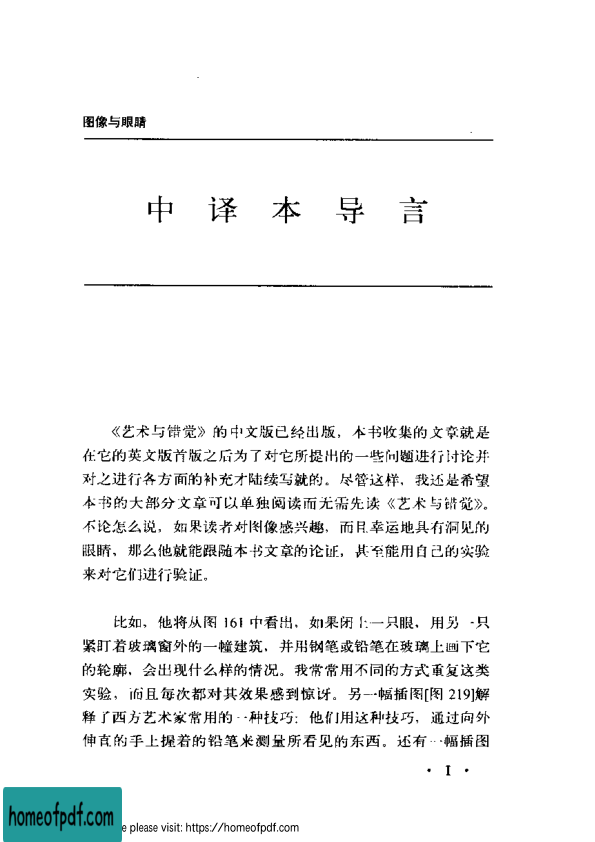 图像与眼睛
中译本导言
《艺术与错觉》的中文版已经出版，本书收集的文章就是
在它的英文版首版之后为了对它所提出的一些问题进行讨论并
对之进行各方面的补充才陆续写就的。尽管这样，我还是希望
本书的大部分文章可以单独阅读而无需先读《艺术与错觉》。
不论怎么说，如果读者对图像感兴趣，而且幸运地具有洞见的
眼睛，那么他就能跟随本书文章的论证，甚至能用自己的实验
来对它们进行验证。
比如，他将从图 161 中看出，如果闭上一只眼，用另一只
紧盯着玻璃窗外的一幢建筑，并用钢笔或铅笔在玻璃上画下它
的轮廓，会出现什么样的情况。我常常用不同的方式重复这类
实验，而且每次都对其效果感到惊讶。另一幅插图[图 219]解
释了西方艺术家常用的一种技巧：他们用这种技巧，通过向外
伸直的手上握着的铅笔来测量所看见的东西。还有一幅插图
· I ·
homeofpdf.com
e please visit: https://homeofpdf.com